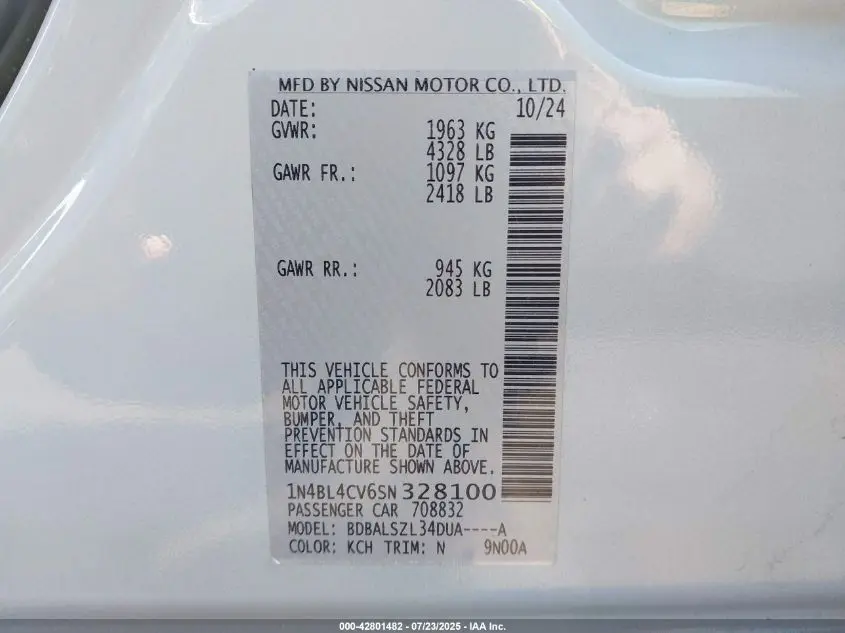 MFD BY NISSAN MOTOR CO., LTD.
DATE: 10/24
GVWR: 1963 KG
4328 LB
GAWR FR.: 1097 KG
2418 LB
GAWR RR.: 945 KG
2083 LB
THIS VEHICLE CONFORMS TO
ALL APPLICABLE FEDERAL
MOTOR VEHICLE SAFETY,
BUMPER, AND THEFT
PREVENTION STANDARDS IN
EFFECT ON THE DATE OF
MANUFACTURE SHOWN ABOVE.
1N4BL4CV6SN328100
PASSENGER CAR 708832
MODEL: BDBALSZL34DUA----A
COLOR: KCH TRIM: N 9N00A
000-42801482 - 07/23/2025 - IAA Inc.